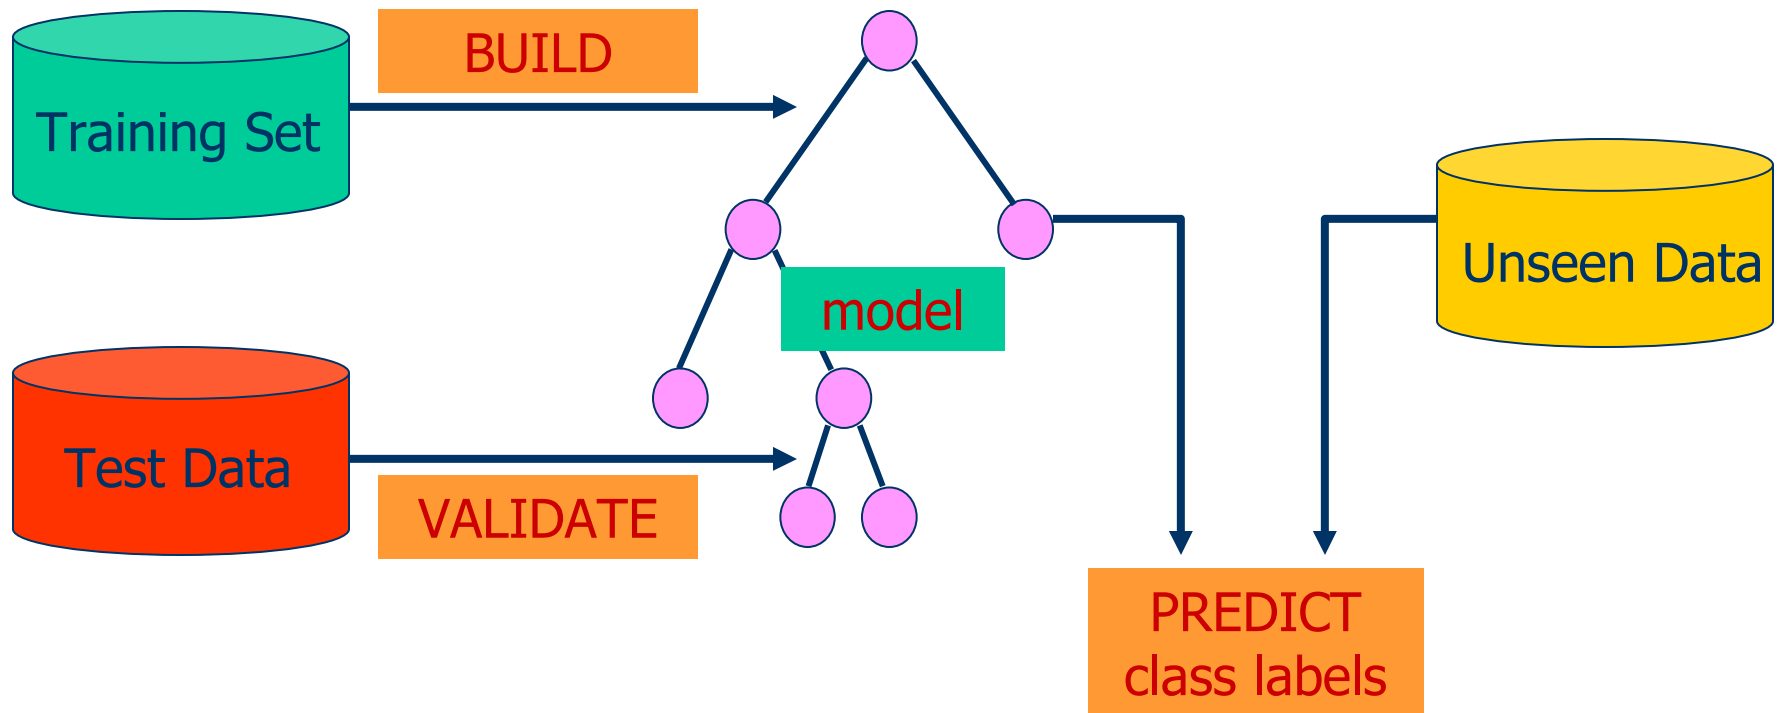 BUILD
Training Set
Unseen Data
model
Test Data
VALIDATE
PREDICT
class labels